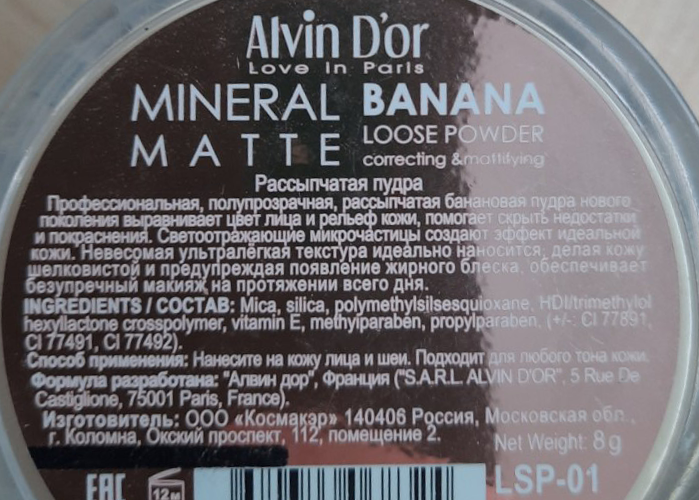 Alvin D'or
Love in Paris
MINERAL BANANA
MATTE LOOSE POWDER
correcting & mattifying
Рассыпчатая пудра
Профессиональная, полупрозрачная, рассыпчатая банановая пудра нового
поколения выравнивает цвет лица и рельеф кожи, помогает скрыть недостатки
и покраснения. Светоотражающие микрочастицы создают эффект идеальной
кожи. Невесомая ультралёгкая текстура идеально наносится, делая кожу
шелковистой и предупреждая появление жирного блеска, обеспечивает
безупречный макияж на протяжении всего дня.
INGREDIENTS / СОСТАВ: Mica, silica, polymethylsilsesquioxane, HDI/trimethylol
hexyllactone crosspolymer, vitamin E, methylparaben, propylparaben, (+/-. CI 77891,
CI 77491, CI 77492).
Способ применения: Нанесите на кожу лица и шеи. Подходит для любого тона кожи.
Формула разработана: "Алвин дор", Франция ("S.A.R.L. ALVIN D'OR", 5 Rue De
Castiglione, 75001 Paris, France).
Изготовитель: ООО «Космакэр» 140406 Россия, Московская обл.,
г. Коломна, Окский проспект, 112, помещение 2.
Net Weight: 8 g
EAC 12 м LSP-01